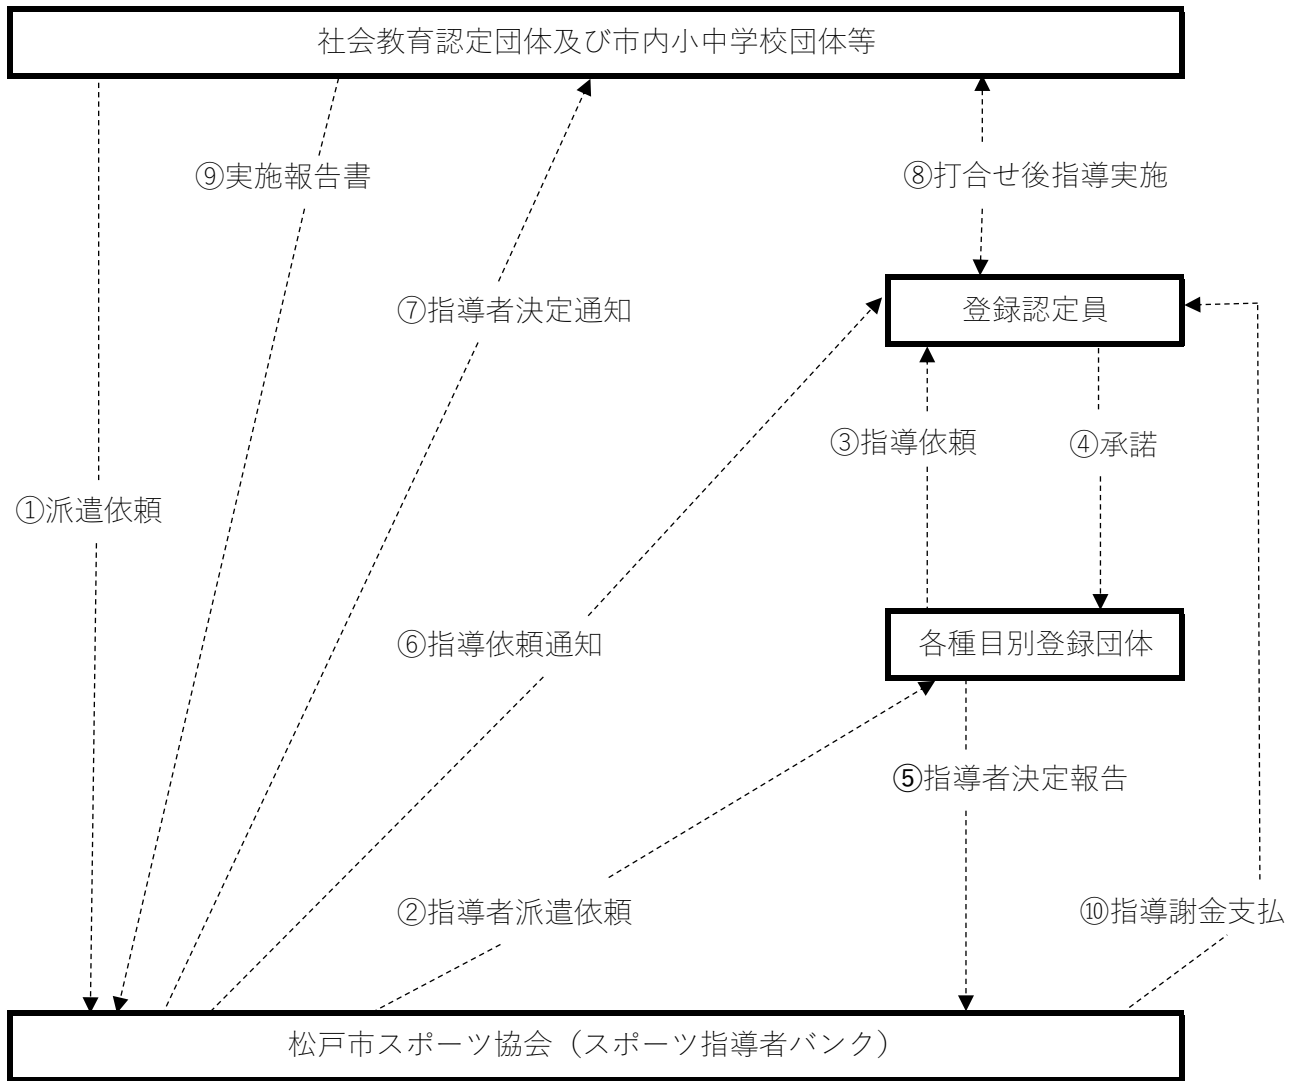 社会教育認定団体及び市内小中学校団体等
⑨実施報告書
⑧打合せ後指導実施
⑦指導者決定通知
登録認定員
③指導依頼
④承諾
①派遣依頼
⑥指導依頼通知
各種目別登録団体
⑤指導者決定報告
②指導者派遣依頼
⑩指導謝金支払
松戸市スポーツ協会（スポーツ指導者バンク）